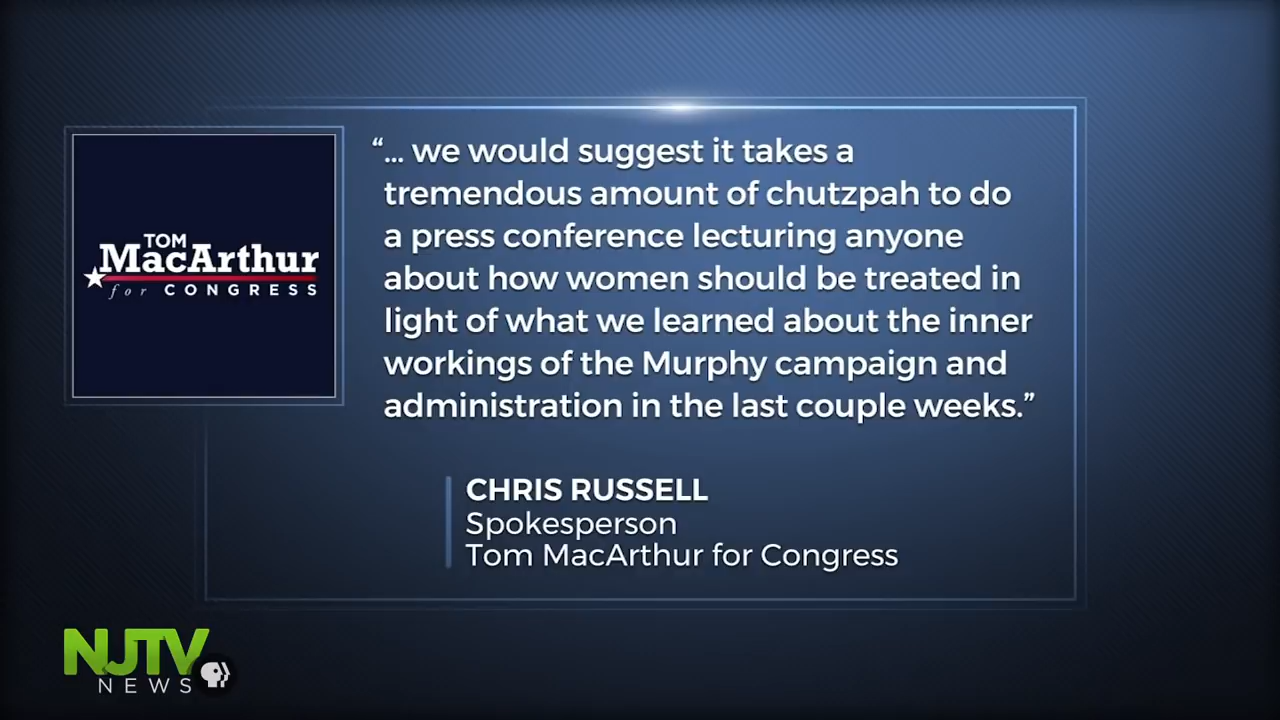 TOM
MacArthur
for CONGRESS
“... we would suggest it takes a
tremendous amount of chutzpah to do
a press conference lecturing anyone
about how women should be treated in
light of what we learned about the inner
workings of the Murphy campaign and
administration in the last couple weeks.”
CHRIS RUSSELL
Spokesperson
Tom MacArthur for Congress
NJTV
NEWS